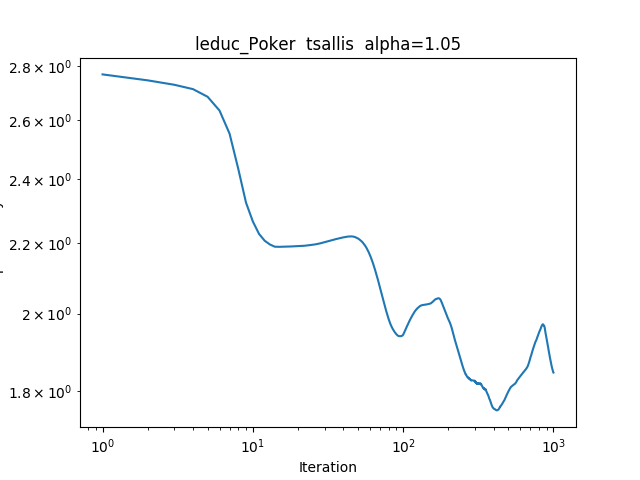 leduc_Poker tsallis alpha=1.05
2.8 × 10⁰
2.6 × 10⁰
2.4 × 10⁰
2.2 × 10⁰
2 × 10⁰
1.8 × 10⁰
10⁰ 10¹ 10² 10³
Iteration